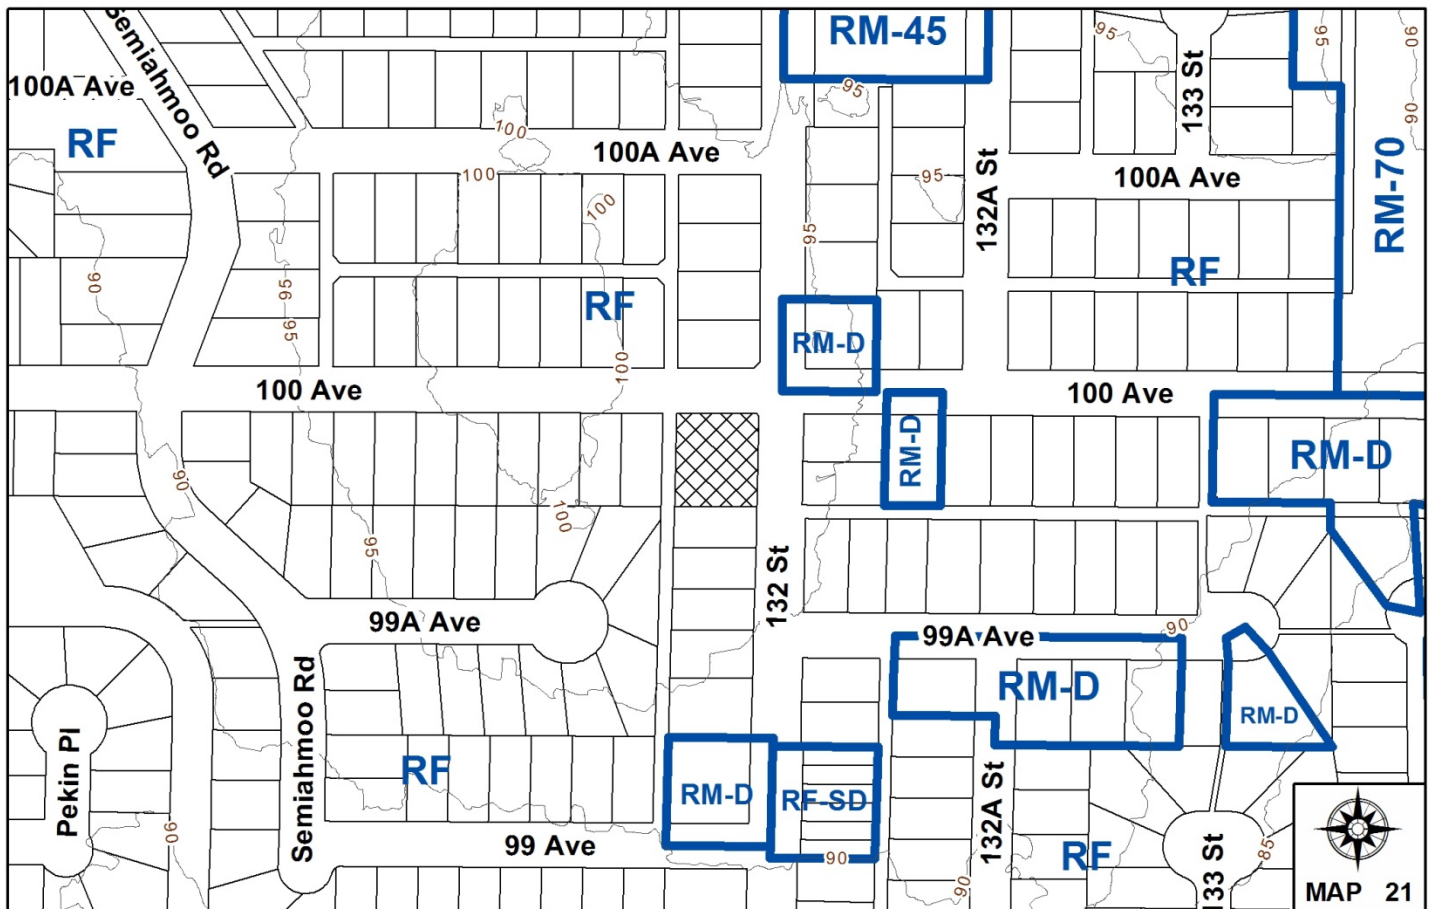 RM-45
Semiahmoo Rd
100A Ave
95
133 St
95
90
RF
95
100
100A Ave
90
RM-70
132A St
100
95
100A Ave
100
95
RF
90
95
RF
95
RM-D
100
100 Ave
100 Ave
RM-D
RM-D
90
100
95
132 St
99A Ave
90
99A Ave
Semiahmoo Rd
RM-D
RM-D
Pekin Pl
RF
RM-D
RF-SD
132A St
90
99 Ave
90
RF
133 St
85
90
MAP 21